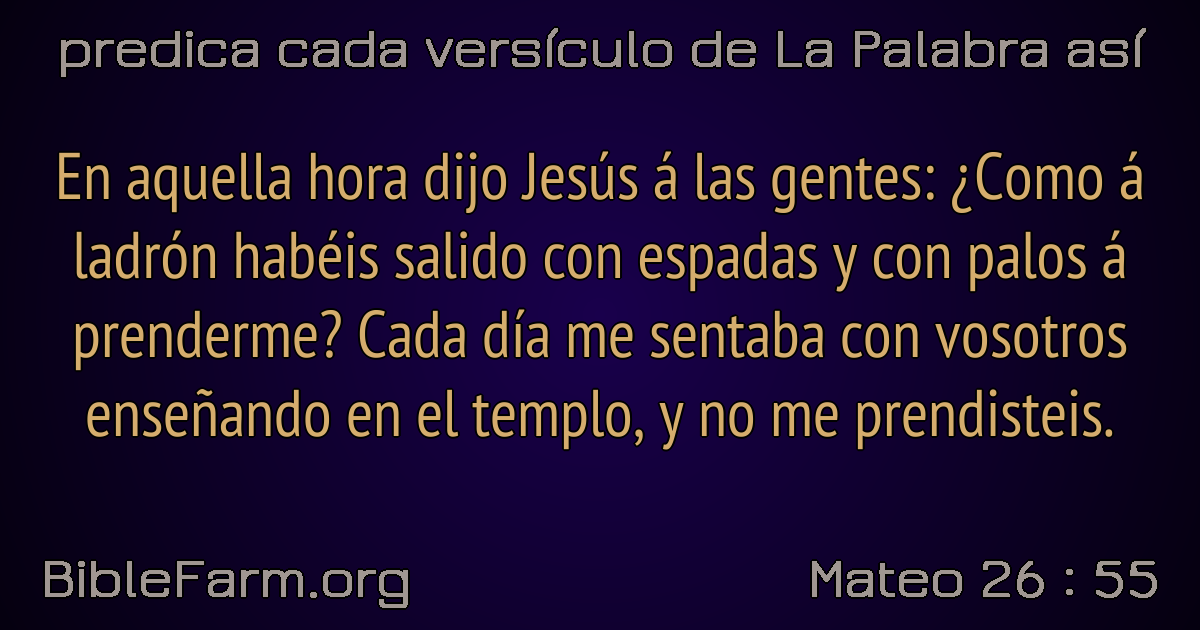 predica cada versículo de La Palabra así
En aquella hora dijo Jesús á las gentes: ¿Como á
ladrón habéis salido con espadas y con palos á
prenderme? Cada día me sentaba con vosotros
enseñando en el templo, y no me prendisteis.
BibleFarm.org
Mateo 26 : 55